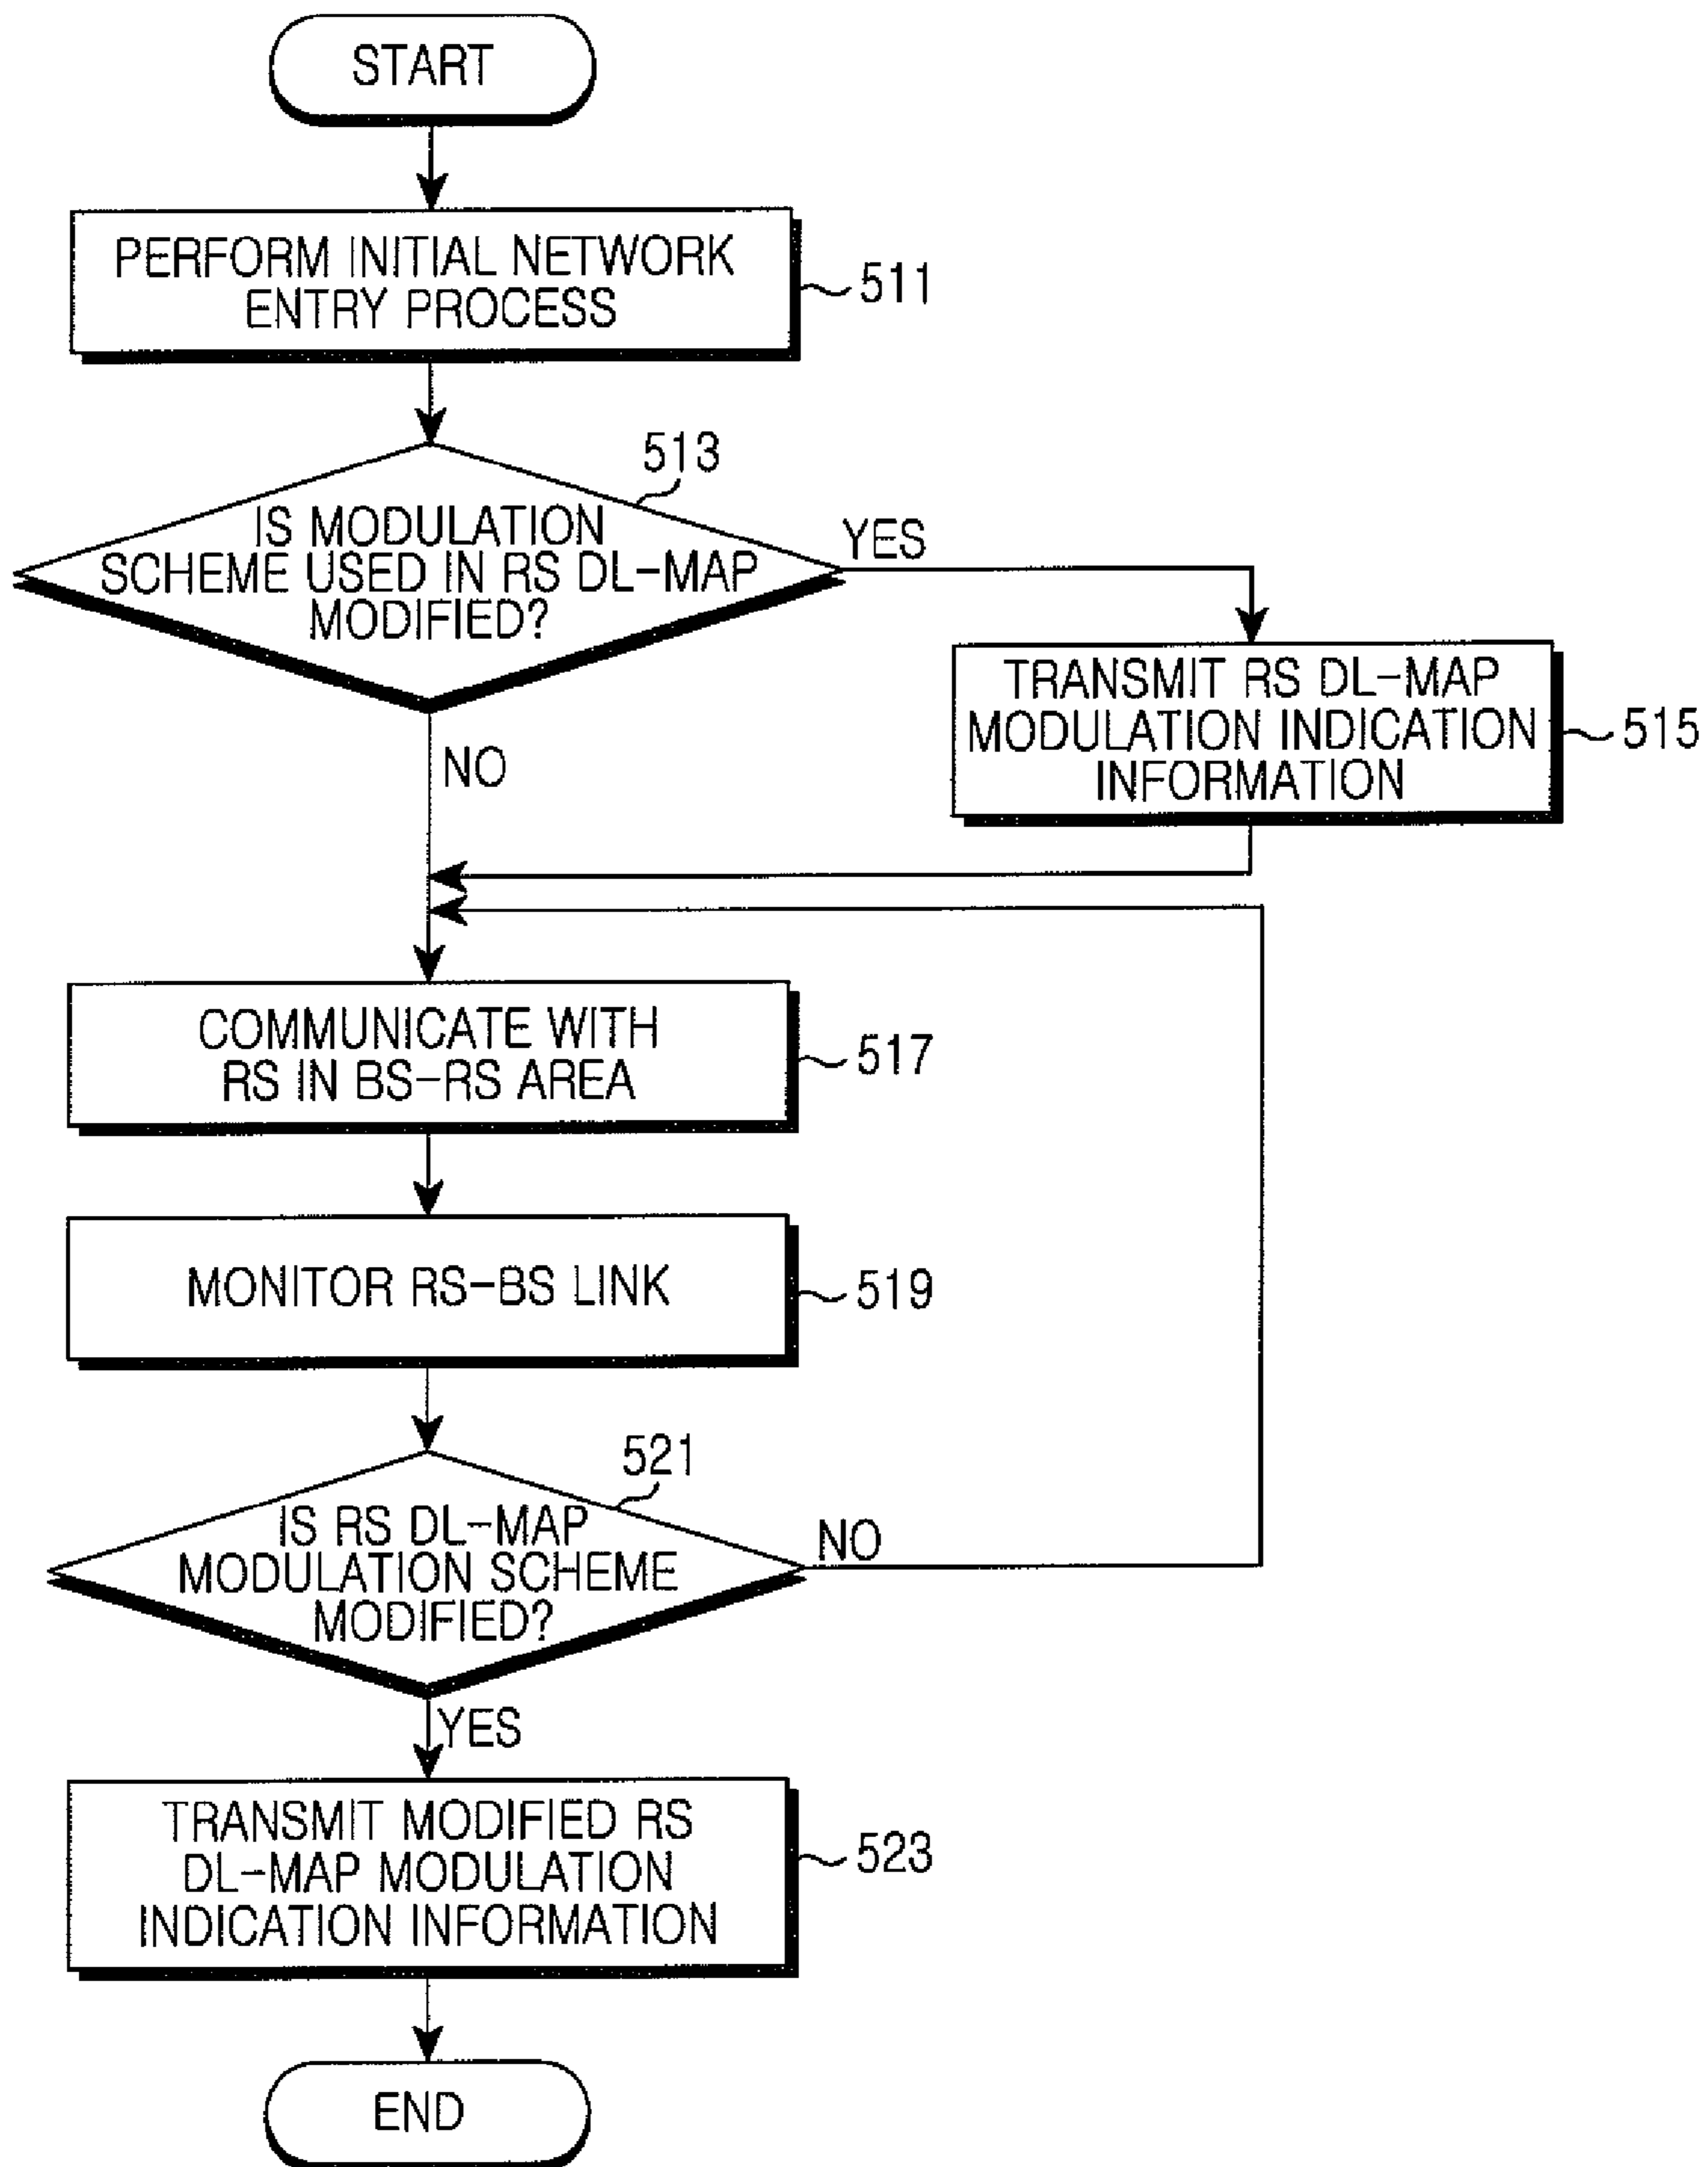 START
PERFORM INITIAL NETWORK
ENTRY PROCESS
511
513
IS MODULATION
SCHEME USED IN RS DL-MAP
MODIFIED?
YES
TRANSMIT RS DL-MAP
MODULATION INDICATION
INFORMATION
515
NO
COMMUNICATE WITH
RS IN BS-RS AREA
517
MONITOR RS-BS LINK
519
521
IS RS DL-MAP
MODULATION SCHEME
MODIFIED?
NO
YES
TRANSMIT MODIFIED RS
DL-MAP MODULATION
INDICATION INFORMATION
523
END